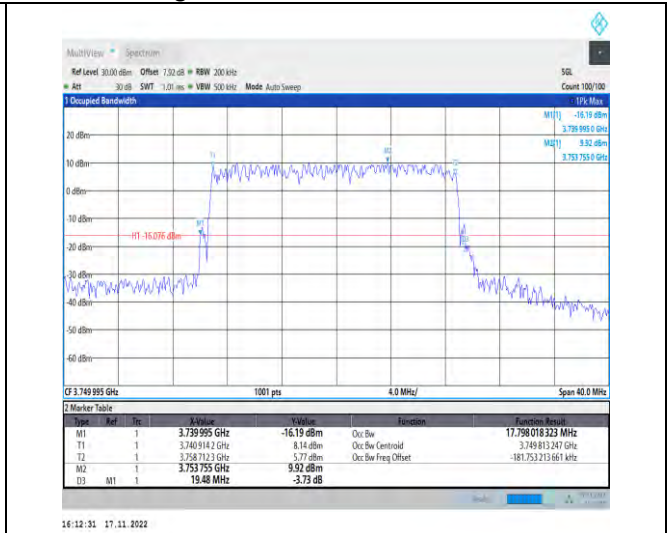 MultiView Spectrum
Ref Level 30.00 dBm Offset 7.92 dB RBW 200 kHz SGL
Att 30 dB SWT 1.01 ms VBW 500 kHz Mode Auto Sweep Count 100/100
1 Occupied Bandwidth 1Pk Max
M1[1] -16.19 dBm
3.739 995 0 GHz
M2[1] 9.92 dBm
3.753 755 0 GHz
20 dBm
T1
M2
T2
10 dBm
0 dBm
-10 dBm
M1
H1 -16.076 dBm
D3
-20 dBm
-30 dBm
-40 dBm
-50 dBm
-60 dBm
CF 3.749 995 GHz 1001 pts 4.0 MHz/ Span 40.0 MHz
2 Marker Table
Type Ref Trc X-Value Y-Value Function Function Result
M1 1 3.739 995 GHz -16.19 dBm Occ Bw 17.798 018 323 MHz
T1 1 3.740 914 2 GHz 8.14 dBm Occ Bw Centroid 3.749 813 247 GHz
T2 1 3.758 712 3 GHz 5.77 dBm Occ Bw Freq Offset -181.753 213 661 kHz
M2 1 3.753 755 GHz 9.92 dBm
D3 M1 1 19.48 MHz -3.73 dB
16:12:31 17.11.2022